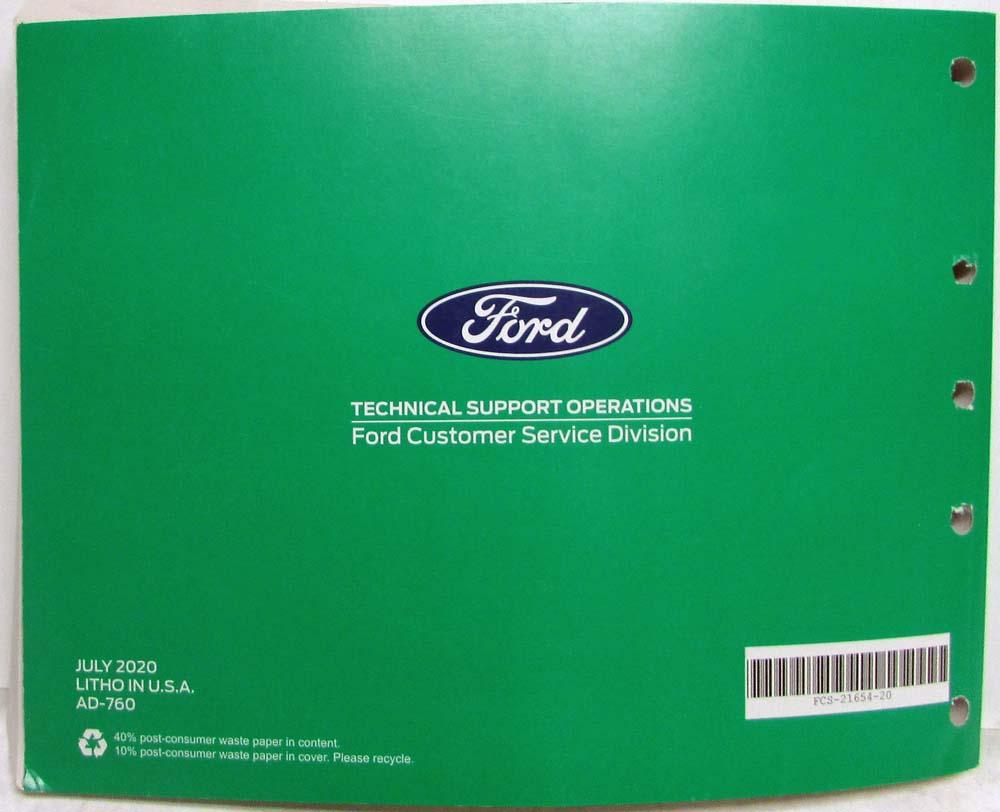 Ford
TECHNICAL SUPPORT OPERATIONS
Ford Customer Service Division
JULY 2020
LITHO IN U.S.A.
AD-760
40% post-consumer waste paper in content.
10% post-consumer waste paper in cover. Please recycle.
FCS-21654-20